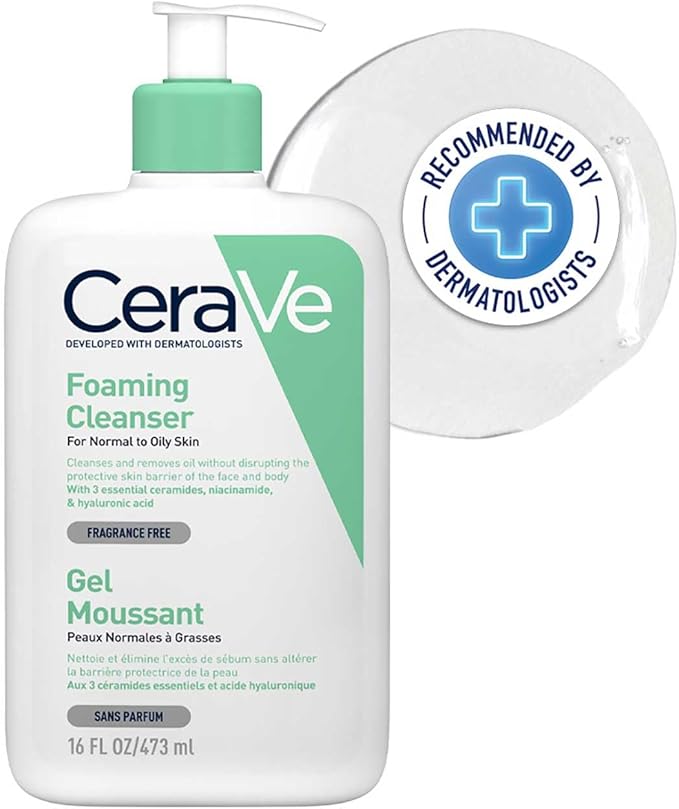 CeraVe
DEVELOPED WITH DERMATOLOGISTS
Foaming
Cleanser
For Normal to Oily Skin
Cleanses and removes oil without disrupting the
protective skin barrier of the face and body
With 3 essential ceramides, niacinamide,
& hyaluronic acid
FRAGRANCE FREE
Gel
Moussant
Peaux Normales à Grasses
Nettoie et élimine l'excès de sébum sans altérer
la barrière protectrice de la peau
Aux 3 céramides essentiels et acide hyaluronique
SANS PARFUM
16 FL OZ/473 ml
RECOMMENDED BY
DERMATOLOGISTS